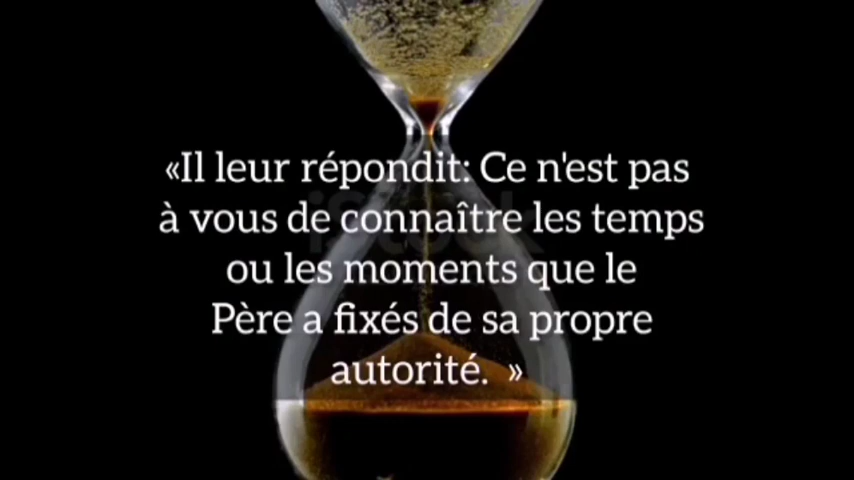 «Il leur répondit: Ce n'est pas
à vous de connaître les temps
ou les moments que le
Père a fixés de sa propre
autorité.  »
iStock